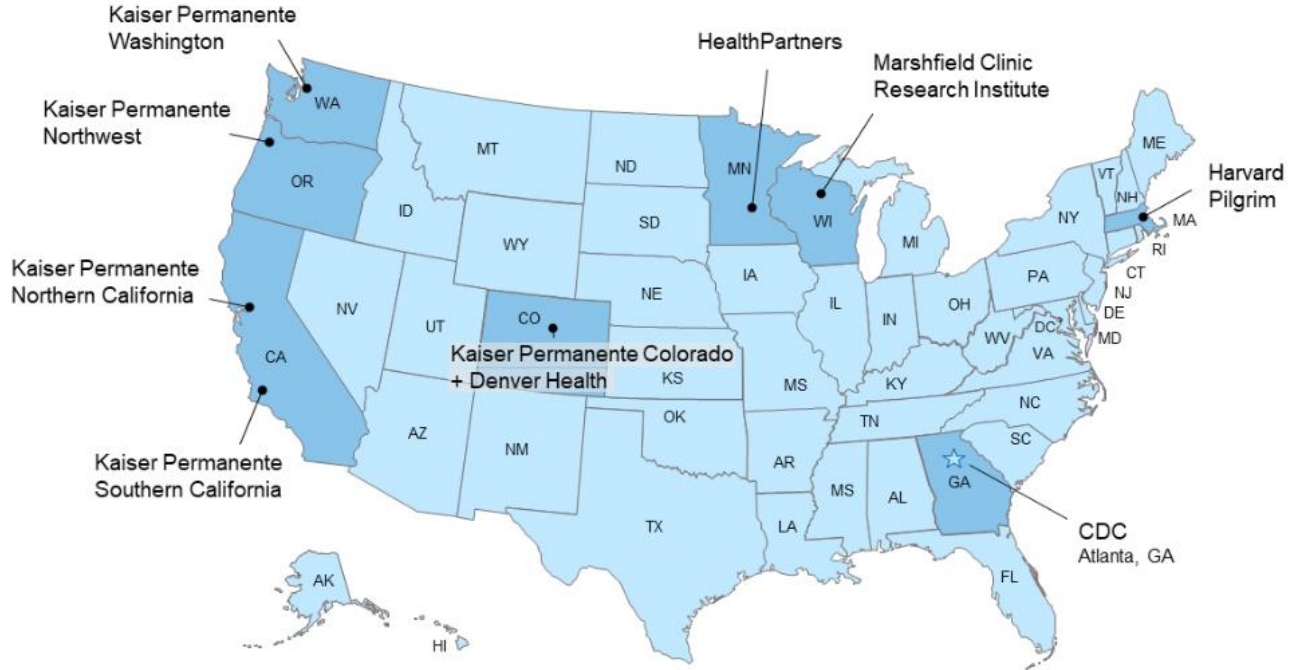 Kaiser Permanente
Washington
HealthPartners
Marshfield Clinic
Research Institute
Kaiser Permanente
Northwest
Harvard
Pilgrim
Kaiser Permanente
Northern California
Kaiser Permanente Colorado
+ Denver Health
Kaiser Permanente
Southern California
CDC
Atlanta, GA
WA
OR
CA
ID
NV
MT
WY
UT
CO
AZ
NM
ND
SD
NE
KS
OK
TX
MN
IA
MS
AR
LA
WI
IL
MI
IN
OH
KY
TN
MS
AL
GA
FL
SC
NC
VA
WV
DC
MD
DE
NJ
PA
NY
CT
RI
MA
VT
NH
ME
AK
HI